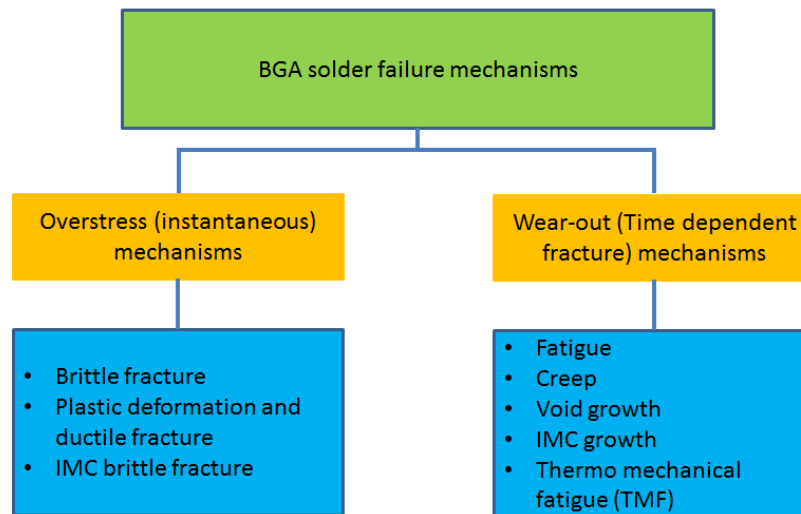 BGA solder failure mechanisms
Overstress (instantaneous)
mechanisms
Wear-out (Time dependent
fracture) mechanisms
• Brittle fracture
• Plastic deformation and
ductile fracture
• IMC brittle fracture
• Fatigue
• Creep
• Void growth
• IMC growth
• Thermo mechanical
fatigue (TMF)